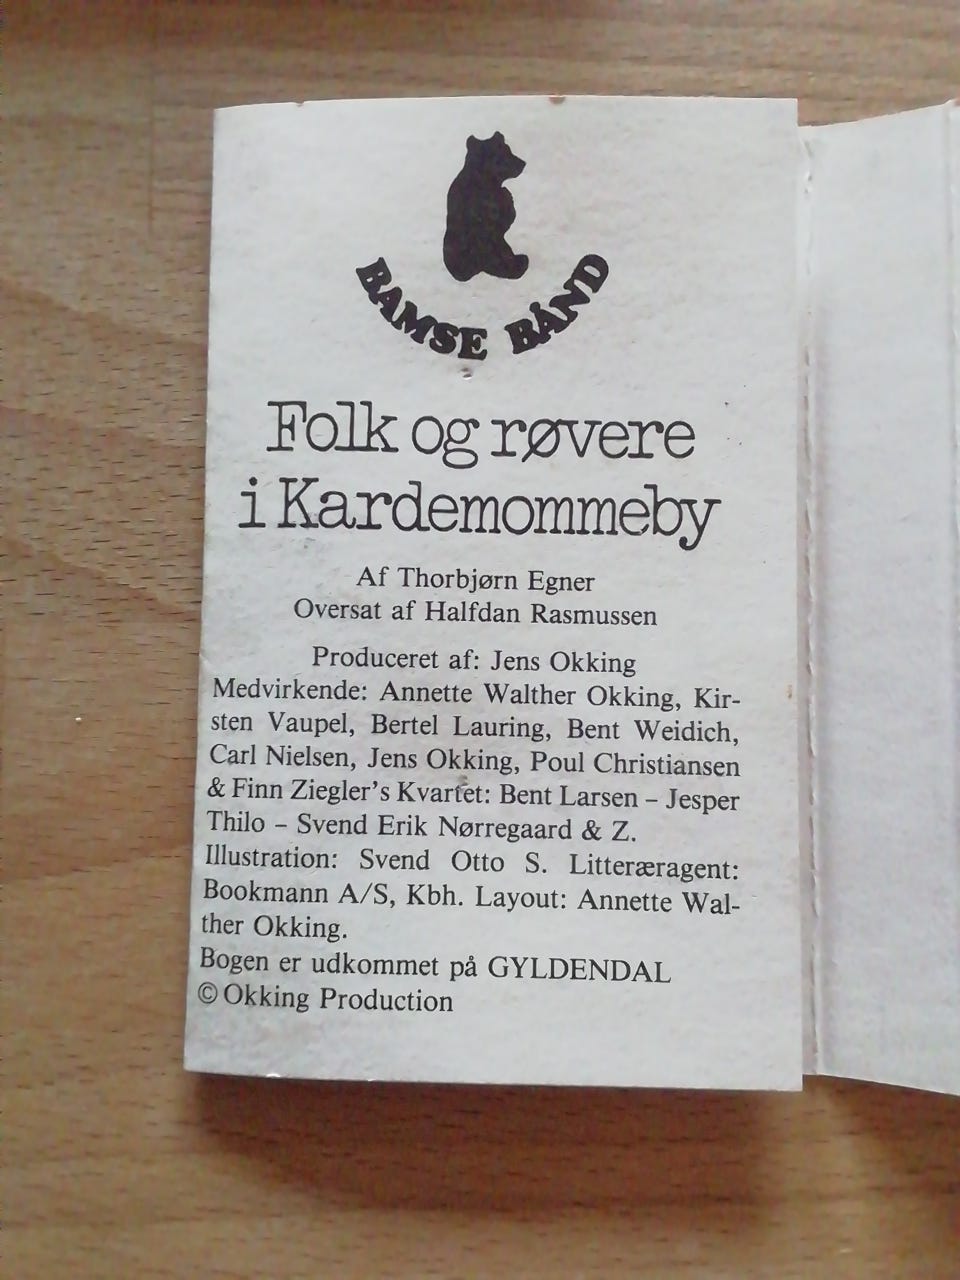 BAMSE BÅND
Folk og røvere
i Kardemommeby
Af Thorbjørn Egner
Oversat af Halfdan Rasmussen
Produceret af: Jens Okking
Medvirkende: Annette Walther Okking, Kir-
sten Vaupel, Bertel Lauring, Bent Weidich,
Carl Nielsen, Jens Okking, Poul Christiansen
& Finn Ziegler's Kvartet: Bent Larsen – Jesper
Thilo – Svend Erik Nørregaard & Z.
Illustration: Svend Otto S. Litteræragent:
Bookmann A/S, Kbh. Layout: Annette Wal-
ther Okking.
Bogen er udkommet på GYLDENDAL
© Okking Production